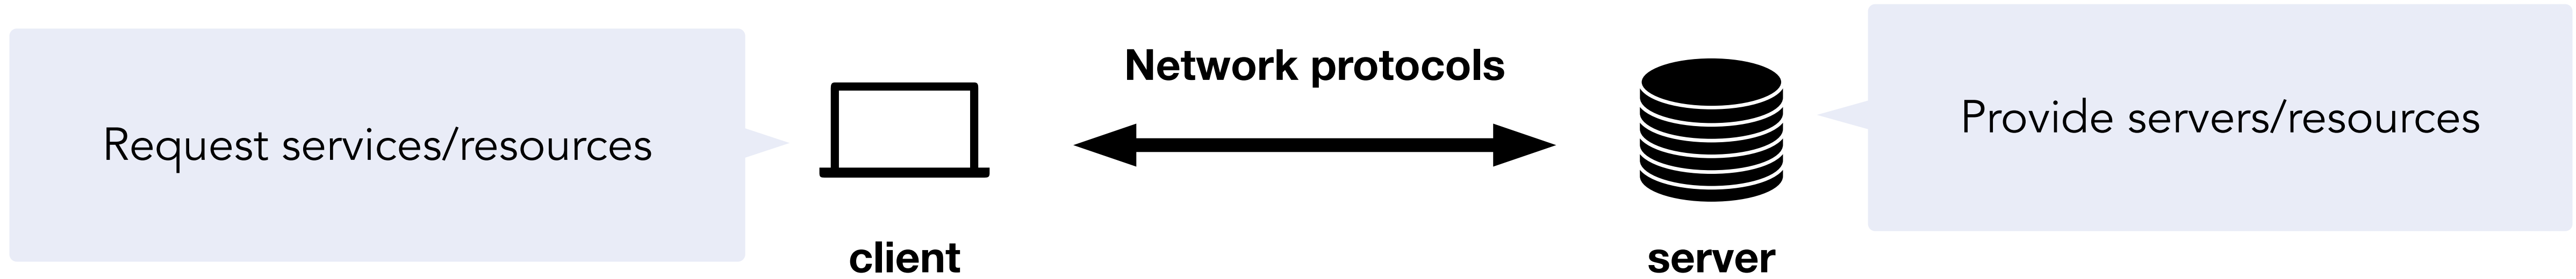 Request services/resources
Network protocols
client
server
Provide servers/resources